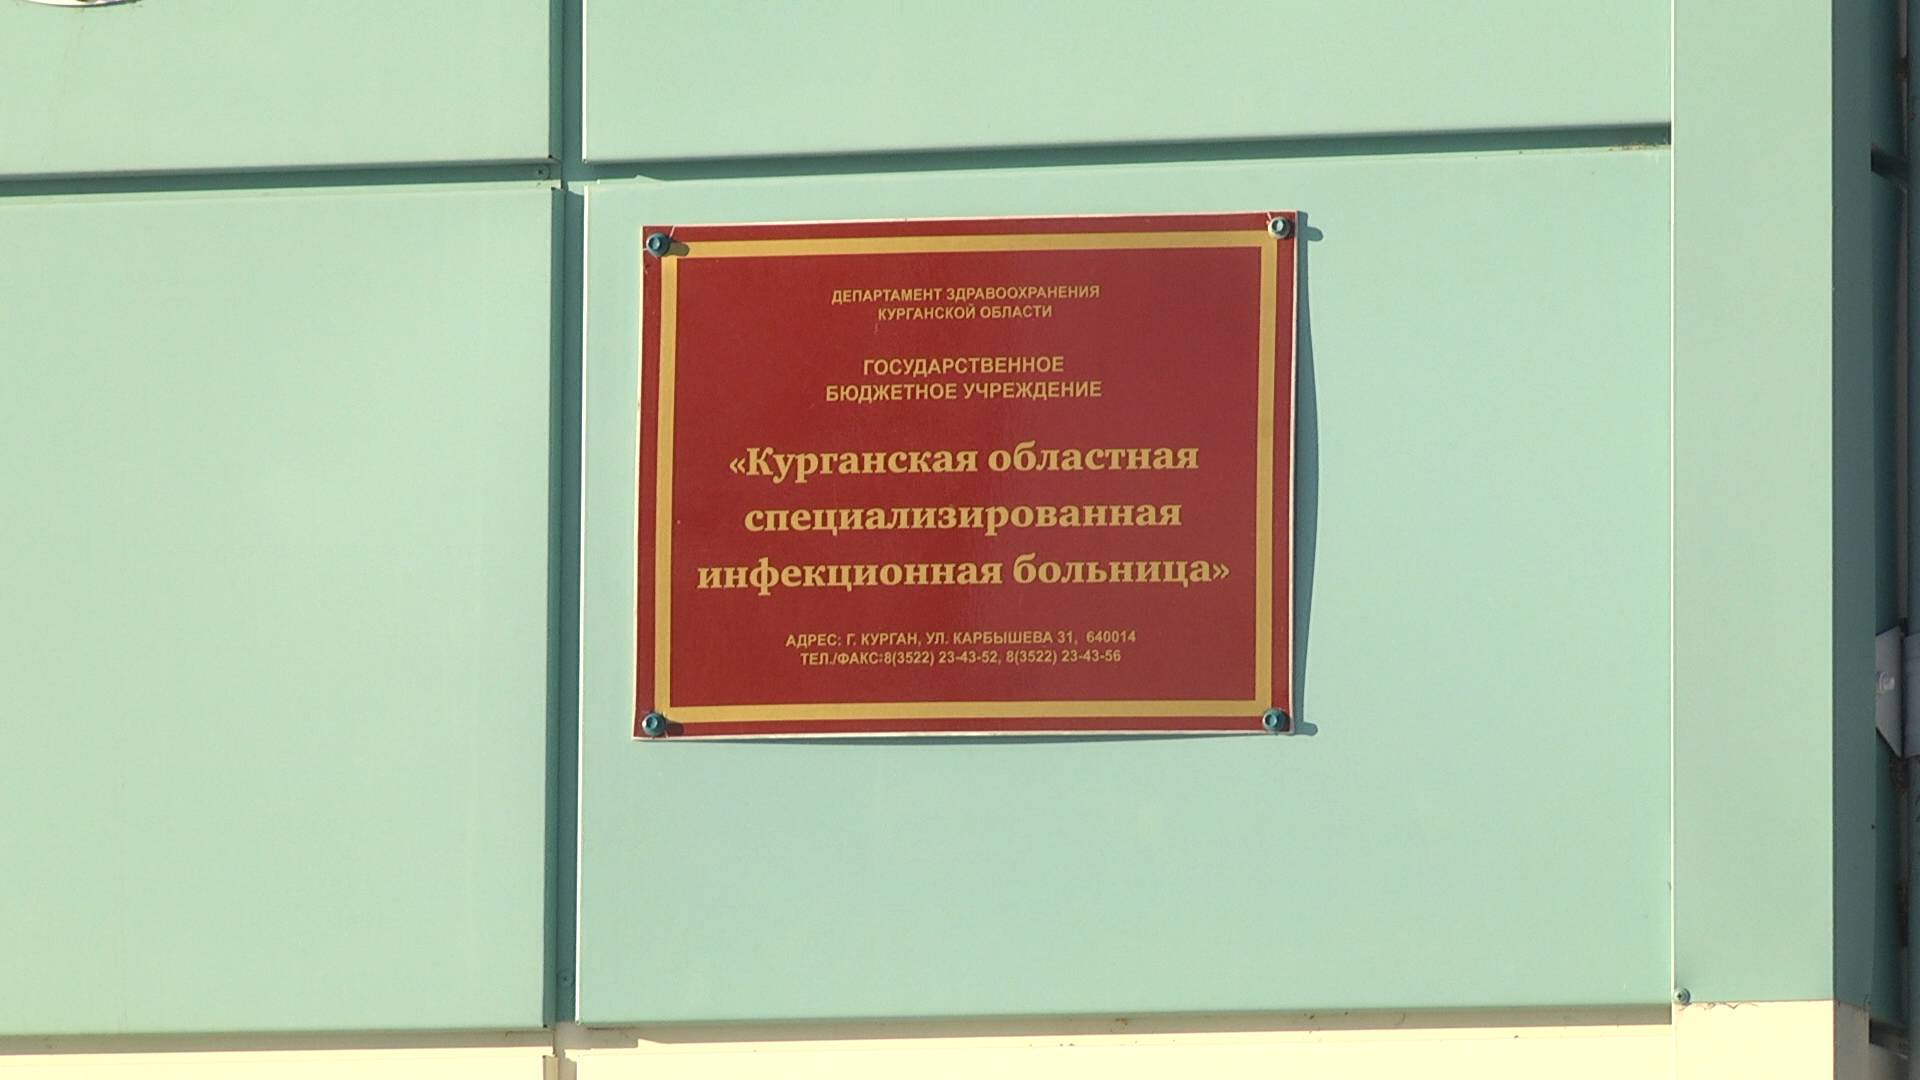 ДЕПАРТАМЕНТ ЗДРАВООХРАНЕНИЯ
КУРГАНСКОЙ ОБЛАСТИ
ГОСУДАРСТВЕННОЕ
БЮДЖЕТНОЕ УЧРЕЖДЕНИЕ
«Курганская областная
специализированная
инфекционная больница»
АДРЕС: Г. КУРГАН, УЛ. КАРБЫШЕВА 31, 640014
ТЕЛ./ФАКС:8(3522) 23-43-52, 8(3522) 23-43-56